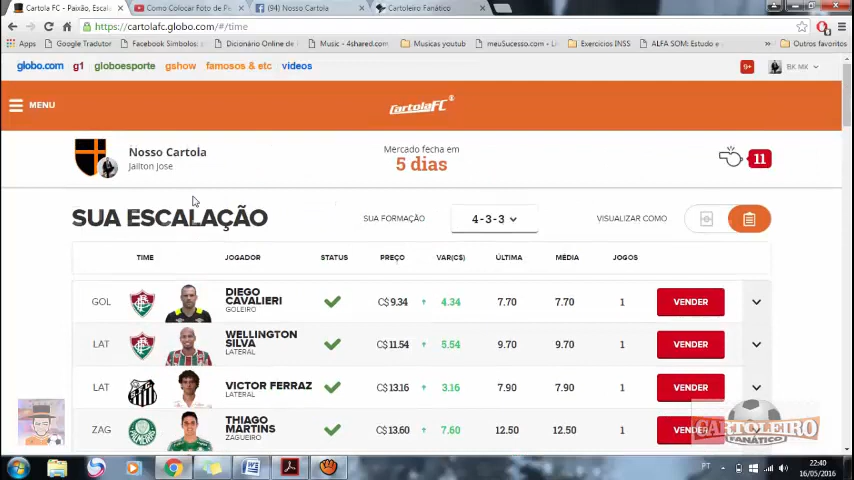 Cartola FC - Paixão, Escal
Como Colocar Foto de Pe
(94) Nosso Cartola
Cartoleiro Fanático
https://cartolafc.globo.com/#/time
Apps
Favoritos
Facebook Símbolos:
Dicionário Online de
Music - 4shared.com
Musicas youtub
meuSucesso.com
Exercicios INSS
ALFA SOM: Estudo e
Outros favoritos
globo.com g1 globoesporte gshow famosos & etc vídeos
9+
BK MK
MENU
CartolaFC
Nosso Cartola
Jailton Jose
Mercado fecha em
5 dias
11
SUA ESCALAÇÃO
SUA FORMAÇÃO
4-3-3
VISUALIZAR COMO
TIME JOGADOR STATUS PREÇO VAR(C$) ÚLTIMA MÉDIA JOGOS
GOL DIEGO CAVALIERI GOLEIRO C$ 9.34 4.34 7.70 7.70 1 VENDER
LAT WELLINGTON SILVA LATERAL C$ 11.54 5.54 9.70 9.70 1 VENDER
LAT VICTOR FERRAZ LATERAL C$ 13.16 3.16 7.90 7.90 1 VENDER
ZAG THIAGO MARTINS ZAGUEIRO C$ 13.60 7.60 12.50 12.50 1 VENDER
CARTOLEIRO
FANÁTICO
PT
22:40
16/05/2016